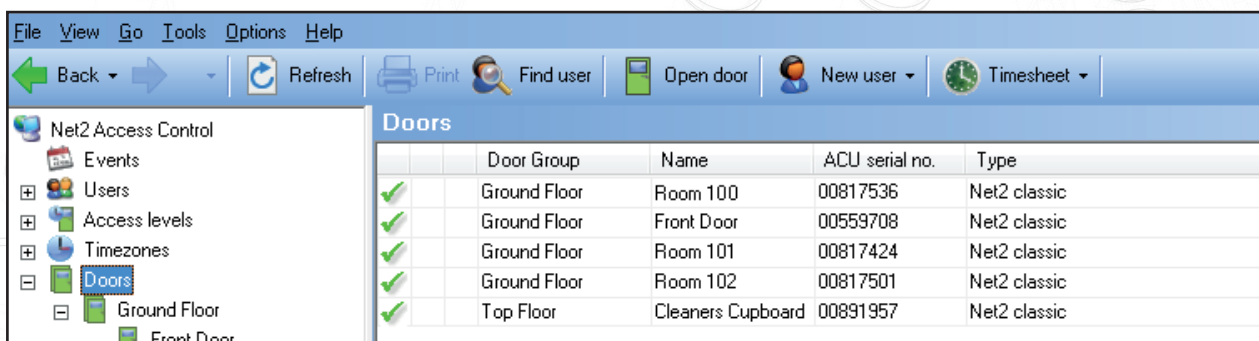 File View Go Tools Options Help
Back Refresh Print Find user Open door New user Timesheet
Net2 Access Control
Events
Users
Access levels
Timezones
Doors
Ground Floor
Front Door
Doors
Door Group Name ACU serial no. Type
Ground Floor Room 100 00817536 Net2 classic
Ground Floor Front Door 00559708 Net2 classic
Ground Floor Room 101 00817424 Net2 classic
Ground Floor Room 102 00817501 Net2 classic
Top Floor Cleaners Cupboard 00891957 Net2 classic